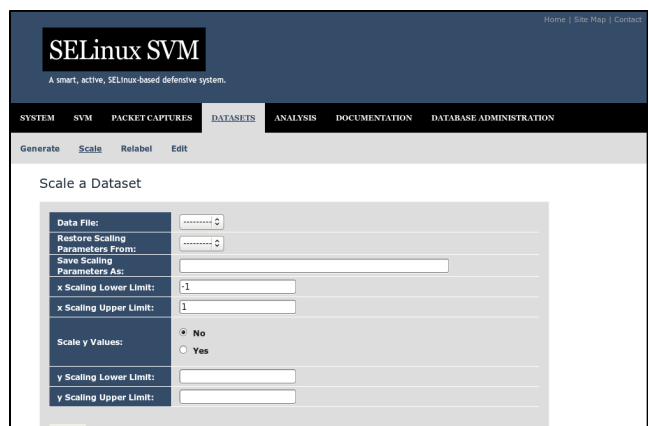 Home | Site Map | Contact
SELinux SVM
A smart, active, SELinux-based defensive system.
SYSTEM SVM PACKET CAPTURES DATASETS ANALYSIS DOCUMENTATION DATABASE ADMINISTRATION
Generate Scale Relabel Edit
Scale a Dataset
Data File: ---------
Restore Scaling
Parameters From: ---------
Save Scaling
Parameters As:
x Scaling Lower Limit: -1
x Scaling Upper Limit: 1
Scale y Values:
No
Yes
y Scaling Lower Limit:
y Scaling Upper Limit: